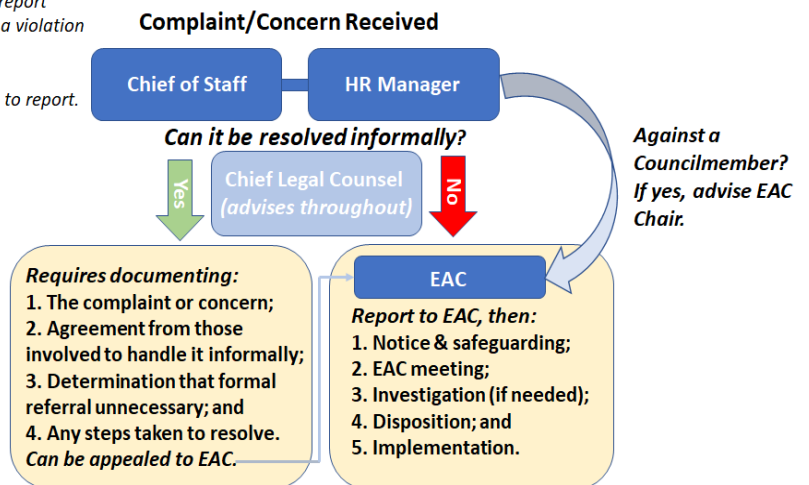 report
a violation
to report.
Complaint/Concern Received
Chief of Staff
HR Manager
Can it be resolved informally?
Yes
Chief Legal Counsel
(advises throughout)
No
Against a
Councilmember?
If yes, advise EAC
Chair.
Requires documenting:
1. The complaint or concern;
2. Agreement from those
involved to handle it informally;
3. Determination that formal
referral unnecessary; and
4. Any steps taken to resolve.
Can be appealed to EAC.
EAC
Report to EAC, then:
1. Notice & safeguarding;
2. EAC meeting;
3. Investigation (if needed);
4. Disposition; and
5. Implementation.